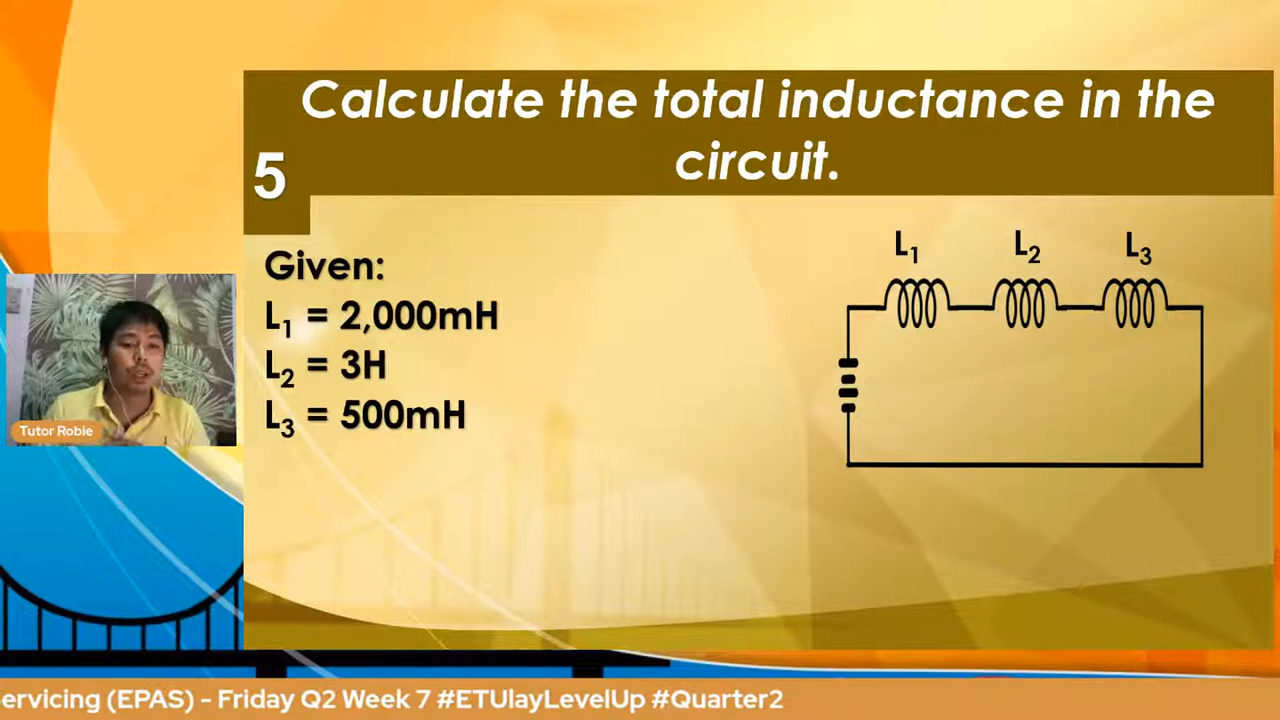 Calculate the total inductance in the
circuit.
5
Given:
L₁ = 2,000mH
L₂ = 3H
L₃ = 500mH
L₁ L₂ L₃
Tutor Robie
ervicing (EPAS) - Friday Q2 Week 7 #ETUlayLevelUp #Quarter2